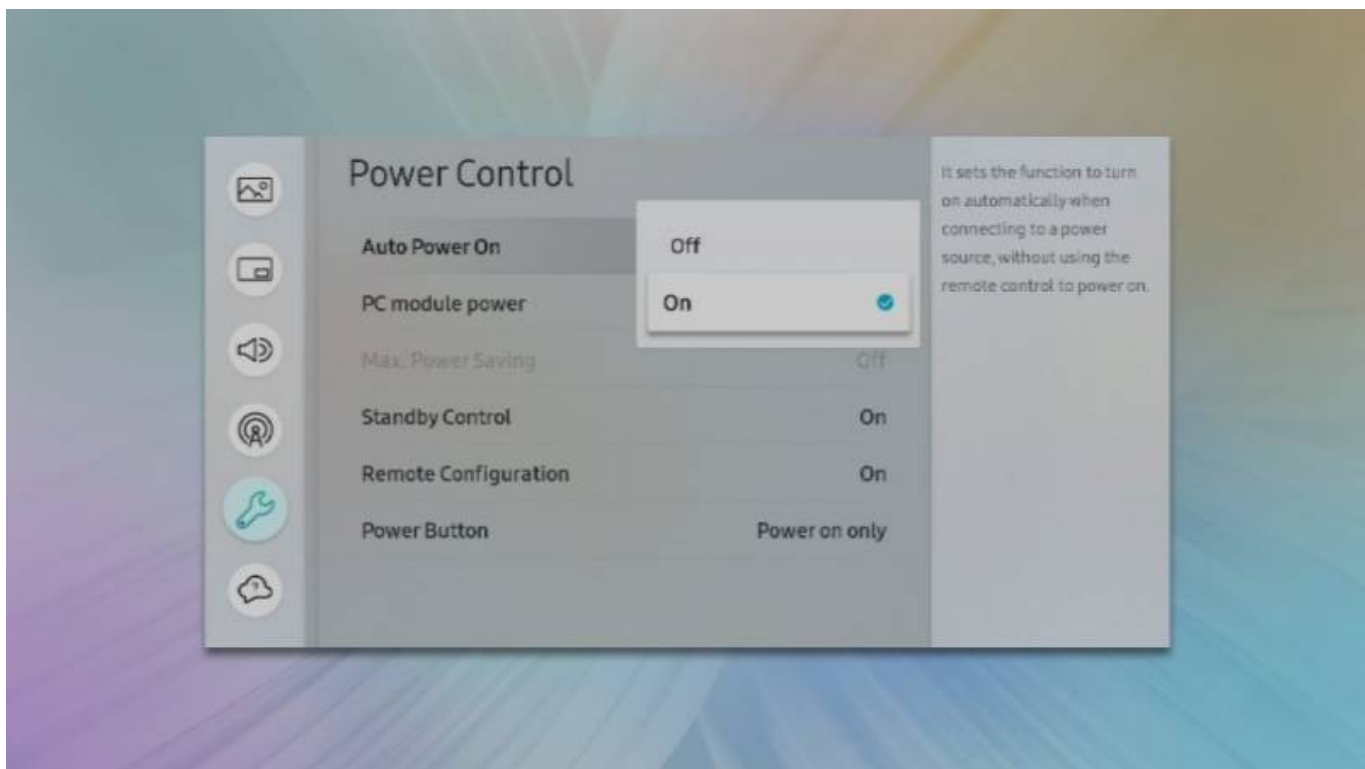 Power Control
Auto Power On
Off
On
PC module power
Max. Power Saving Off
Standby Control On
Remote Configuration On
Power Button Power on only
It sets the function to turn
on automatically when
connecting to a power
source, without using the
remote control to power on.